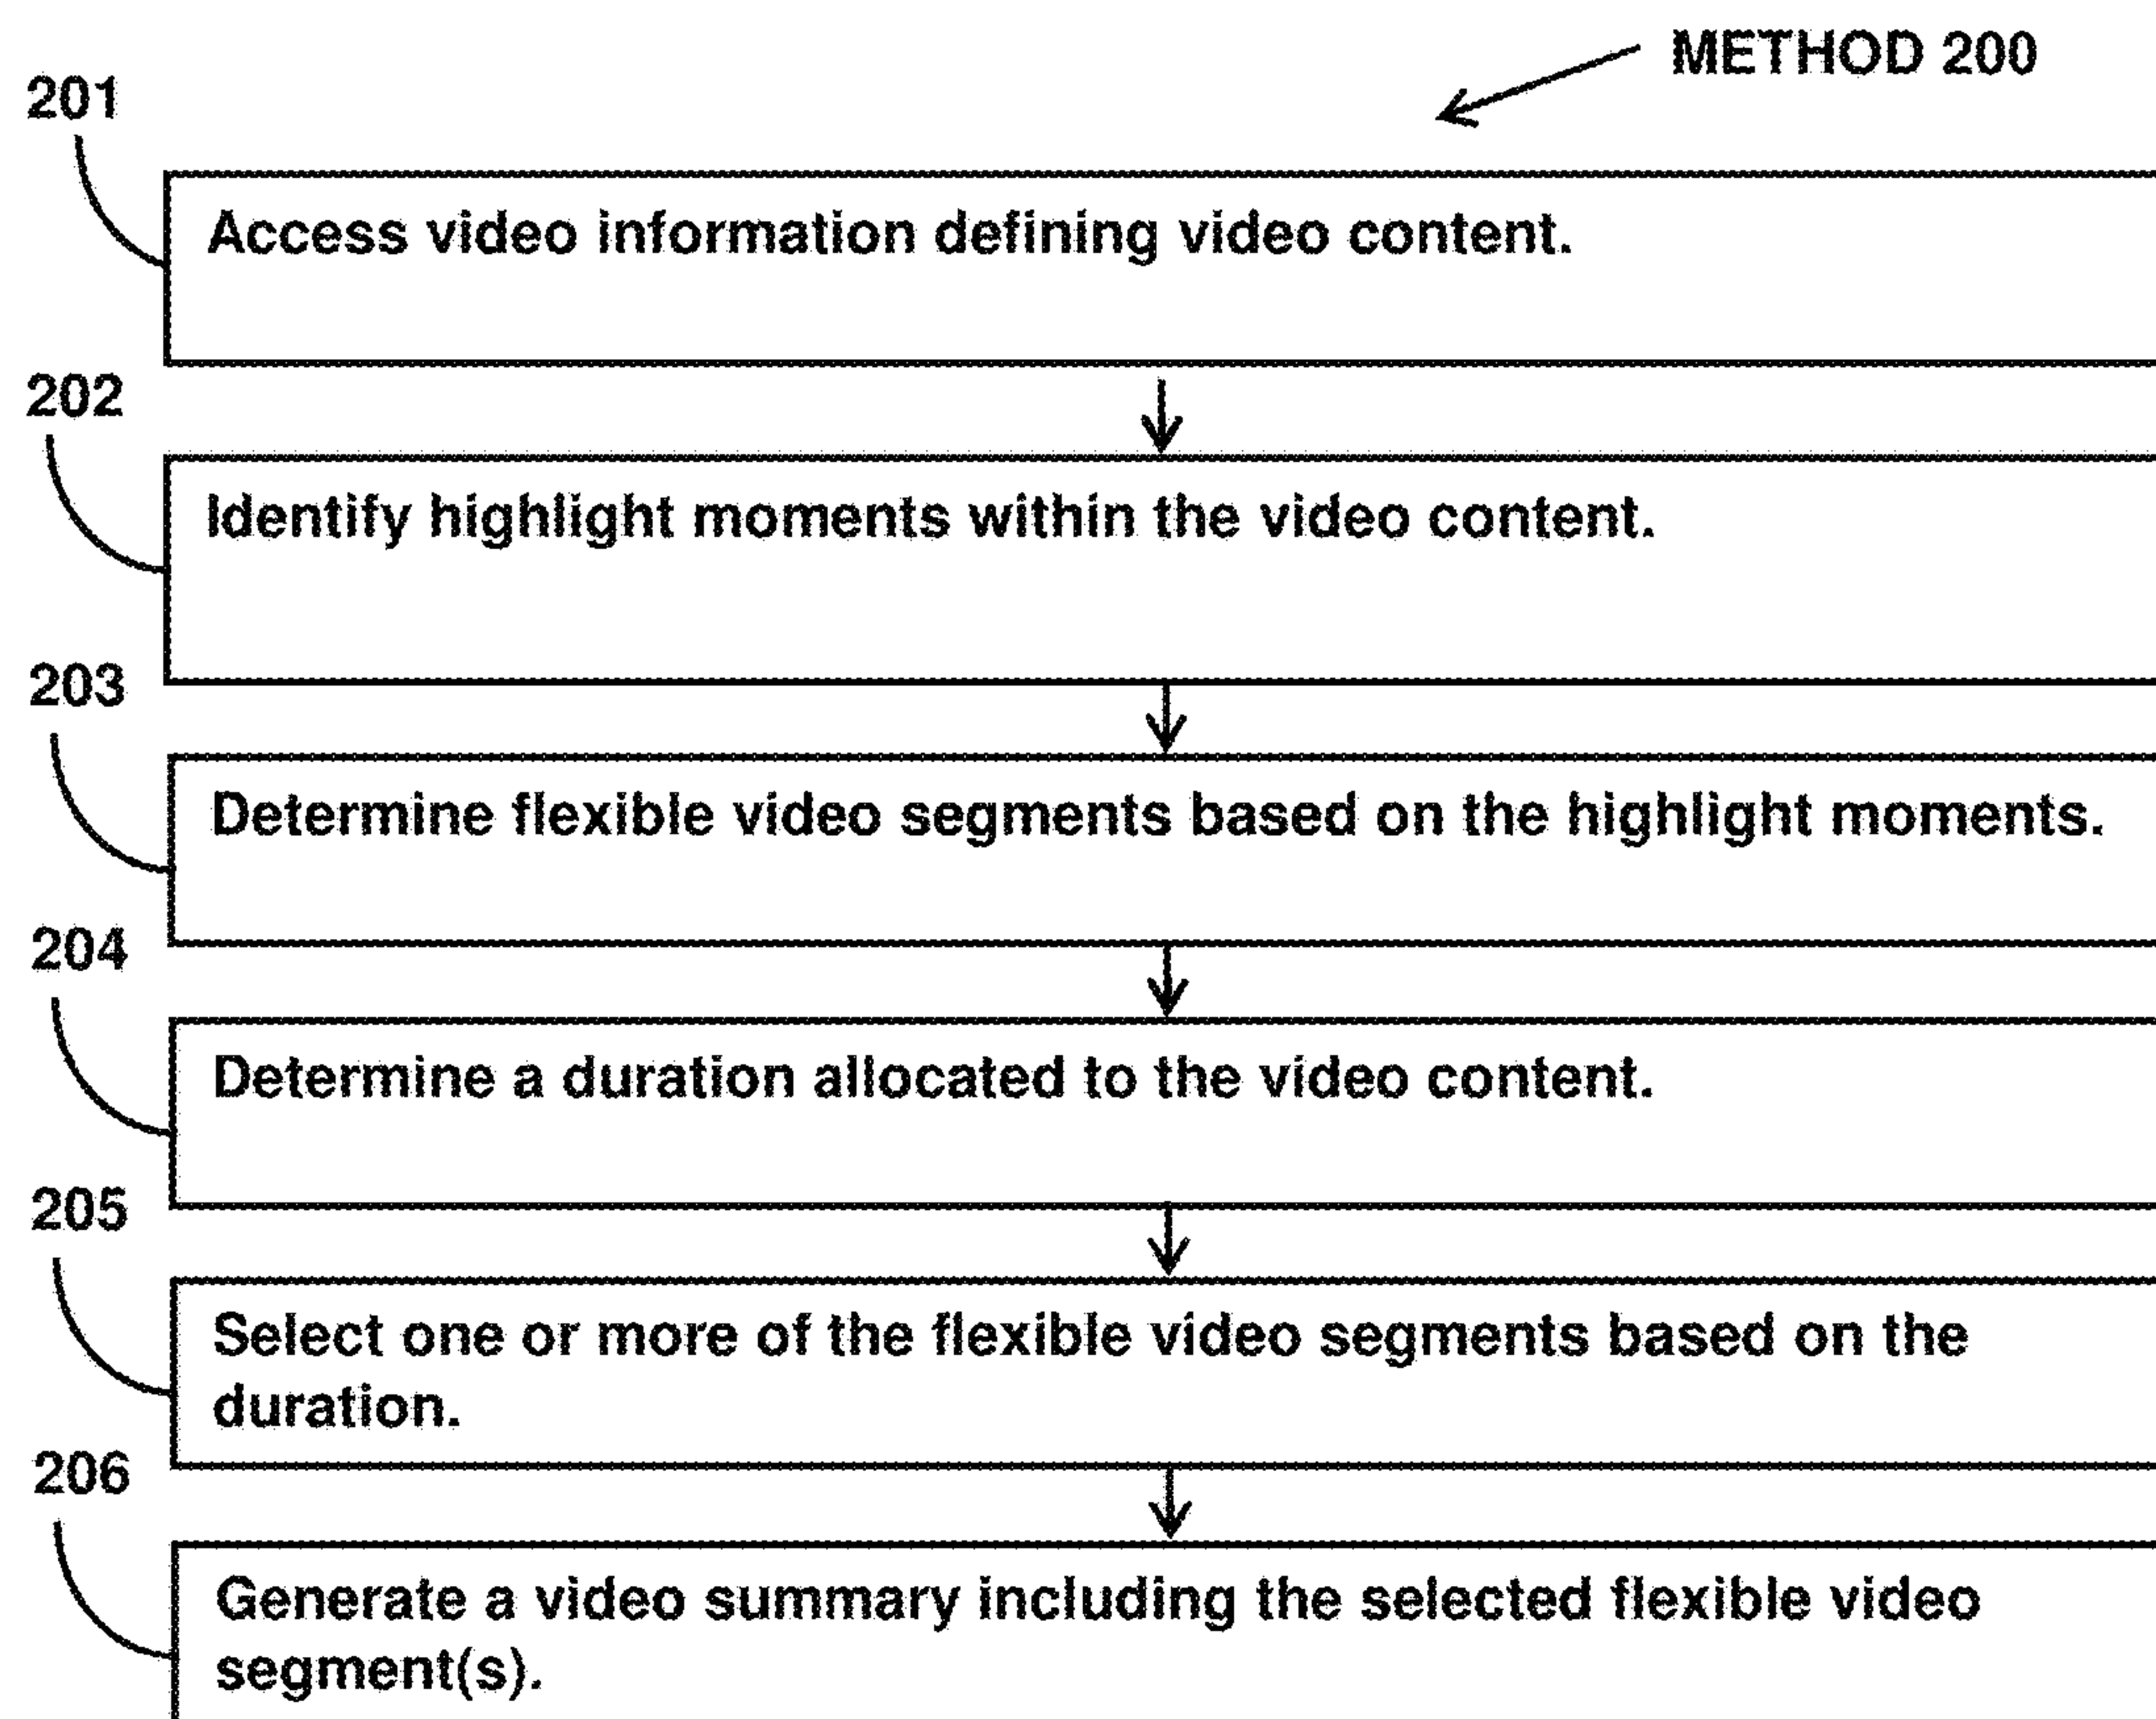 METHOD 200
201
Access video information defining video content.
202
Identify highlight moments within the video content.
203
Determine flexible video segments based on the highlight moments.
204
Determine a duration allocated to the video content.
205
Select one or more of the flexible video segments based on the
duration.
206
Generate a video summary including the selected flexible video
segment(s).